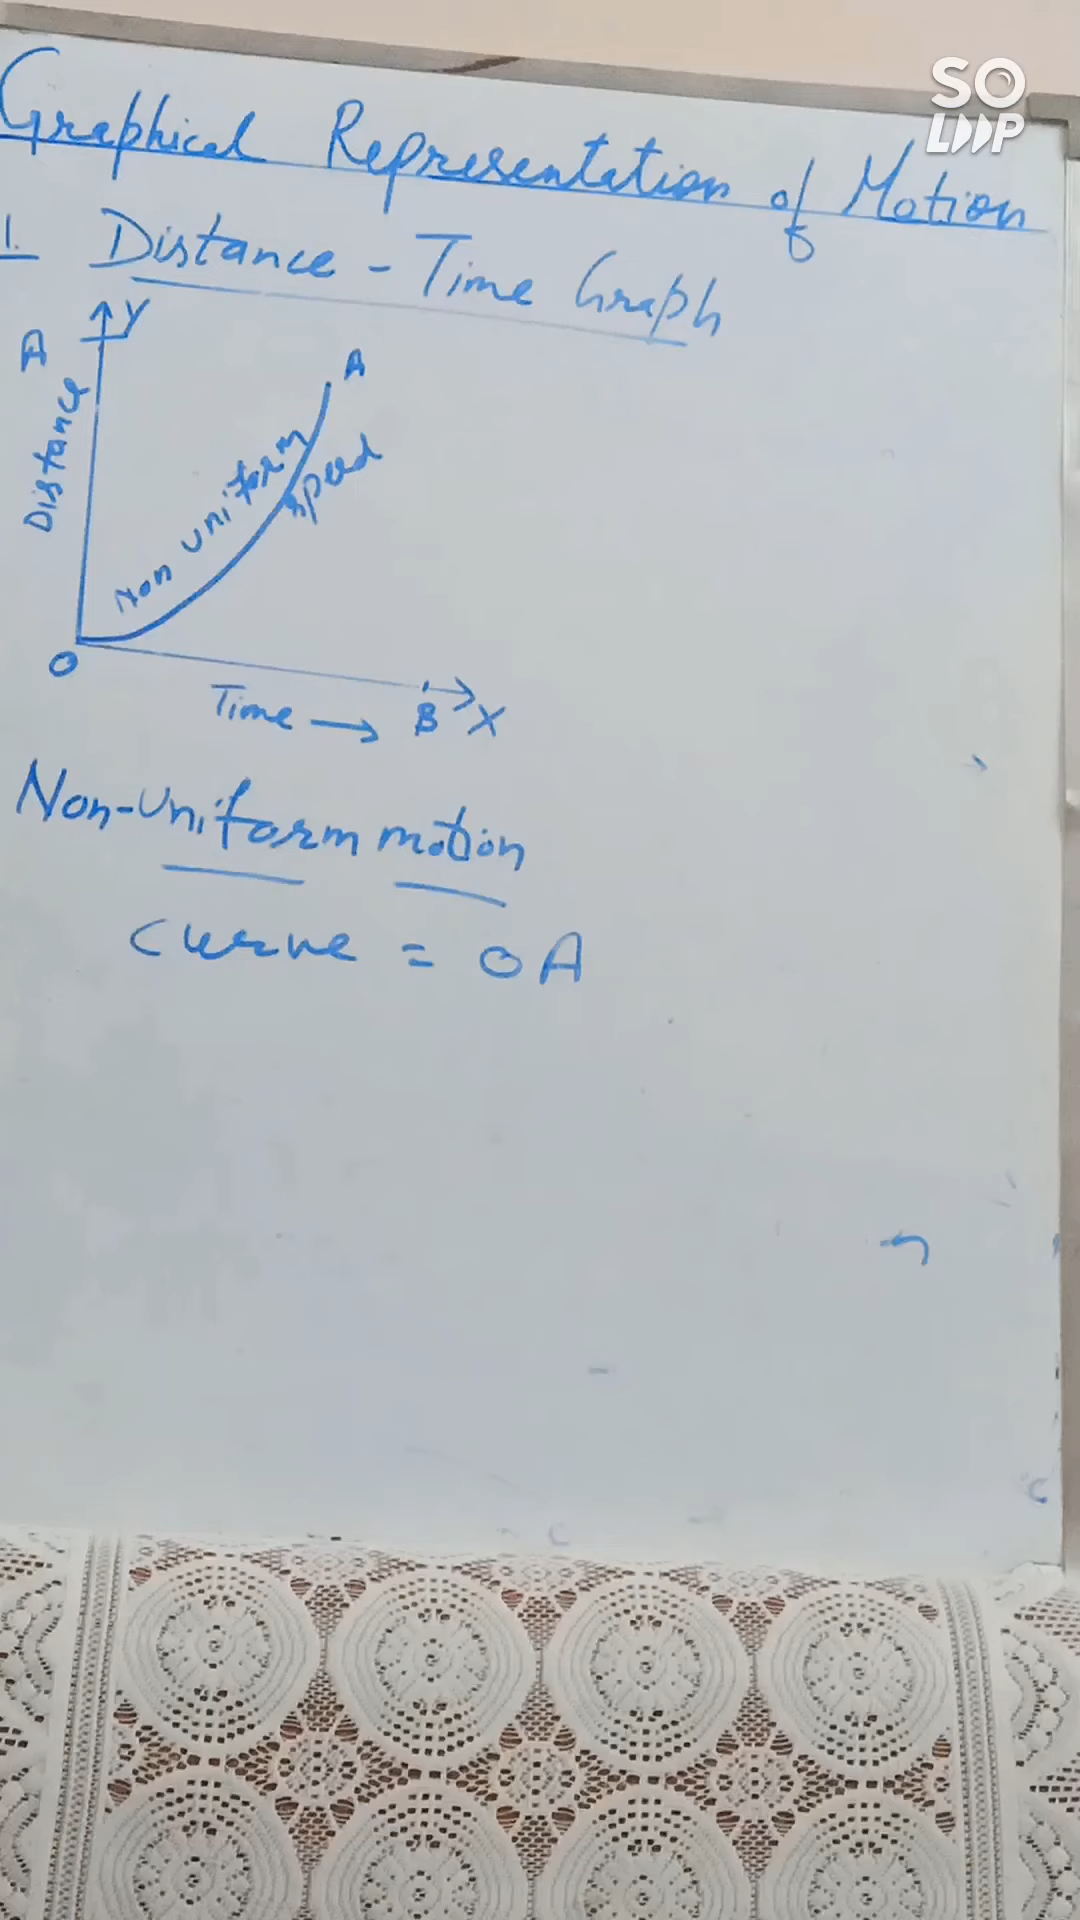 SO
LOOP
Graphical Representation of Motion
1. Distance - Time Graph
Y
A
A
Distance
Non uniform
speed
O
Time →
B
X
Non-Uniform motion
Curve = OA